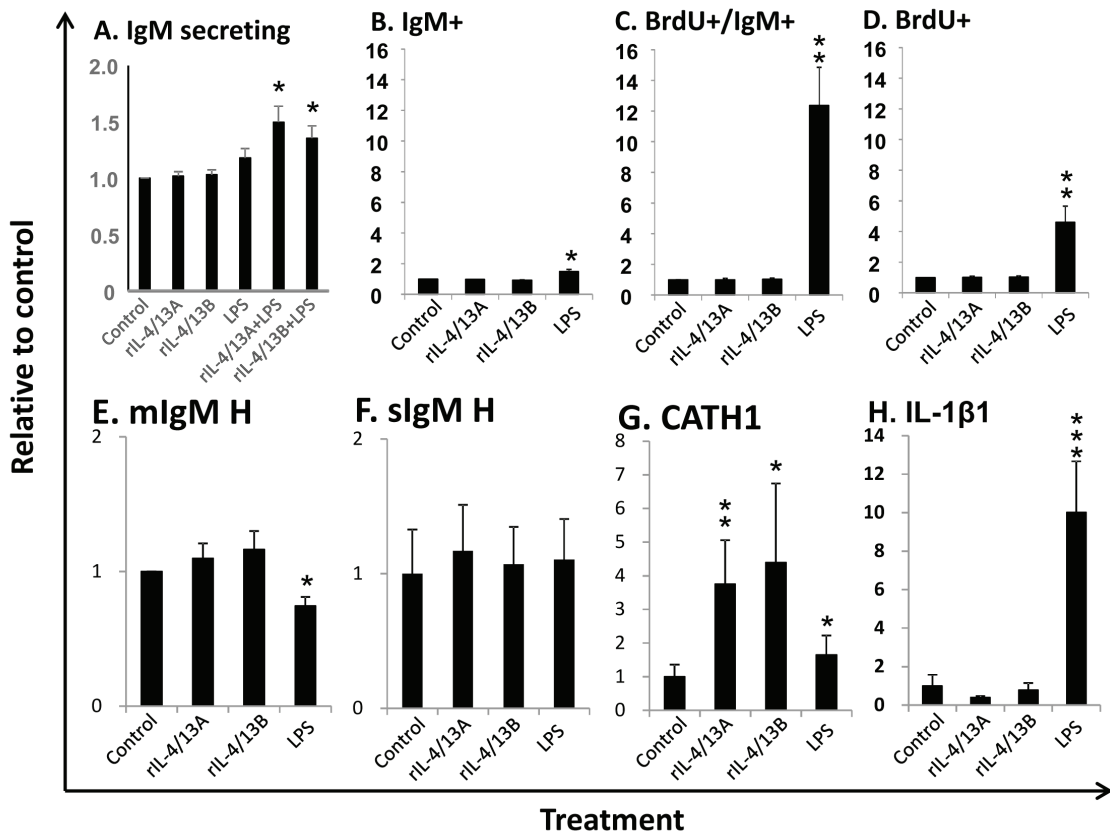 A. IgM secreting
2.0
1.5
1.0
0.5
0
*
*
Control
rIL-4/13A
rIL-4/13B
LPS
rIL-4/13A+LPS
rIL-4/13B+LPS
B. IgM+
16
14
12
10
8
6
4
2
0
*
Control
rIL-4/13A
rIL-4/13B
LPS
C. BrdU+/IgM+
16
14
12
10
8
6
4
2
0
**
Control
rIL-4/13A
rIL-4/13B
LPS
D. BrdU+
16
14
12
10
8
6
4
2
0
**
Control
rIL-4/13A
rIL-4/13B
LPS
Relative to control
E. mIgM H
2
1
0
*
Control
rIL-4/13A
rIL-4/13B
LPS
F. sIgM H
2
1
0
Control
rIL-4/13A
rIL-4/13B
LPS
G. CATH1
8
7
6
5
4
3
2
1
0
**
*
*
Control
rIL-4/13A
rIL-4/13B
LPS
H. IL-1β1
14
12
10
8
6
4
2
0
***
Control
rIL-4/13A
rIL-4/13B
LPS
Treatment